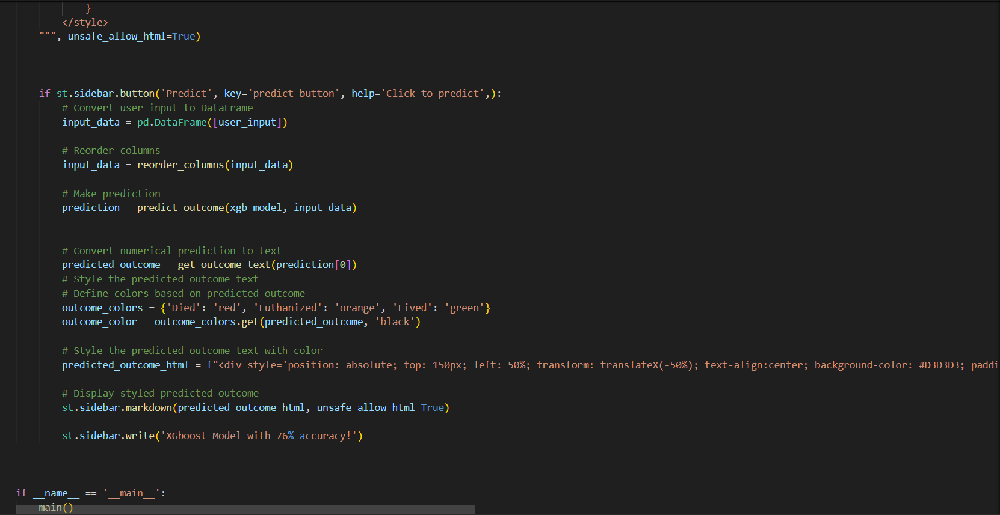 }
</style>
""", unsafe_allow_html=True)
if st.sidebar.button('Predict', key='predict_button', help='Click to predict',):
# Convert user input to DataFrame
input_data = pd.DataFrame([user_input])
# Reorder columns
input_data = reorder_columns(input_data)
# Make prediction
prediction = predict_outcome(xgb_model, input_data)
# Convert numerical prediction to text
predicted_outcome = get_outcome_text(prediction[0])
# Style the predicted outcome text
# Define colors based on predicted outcome
outcome_colors = {'Died': 'red', 'Euthanized': 'orange', 'Lived': 'green'}
outcome_color = outcome_colors.get(predicted_outcome, 'black')
# Style the predicted outcome text with color
predicted_outcome_html = f"<div style='position: absolute; top: 150px; left: 50%; transform: translateX(-50%); text-align:center; background-color: #D3D3D3; paddi
# Display styled predicted outcome
st.sidebar.markdown(predicted_outcome_html, unsafe_allow_html=True)
st.sidebar.write('XGboost Model with 76% accuracy!')
if __name__ == '__main__':
main()